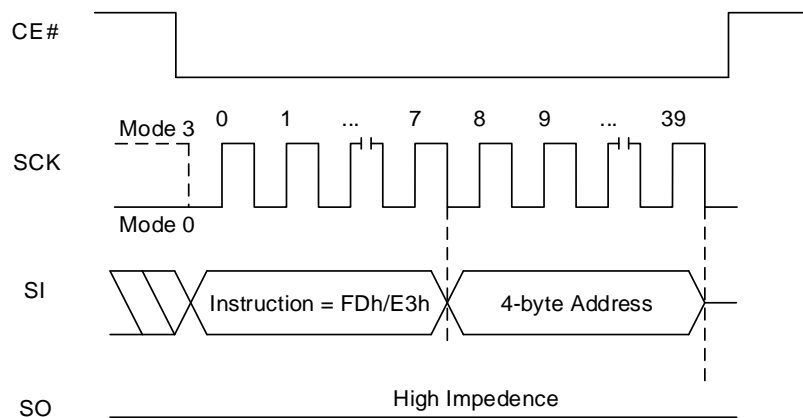 CE#
0 1 ... 7 8 9 ... 39
Mode 3
SCK
Mode 0
SI
Instruction = FDh/E3h
4-byte Address
High Impedence
SO